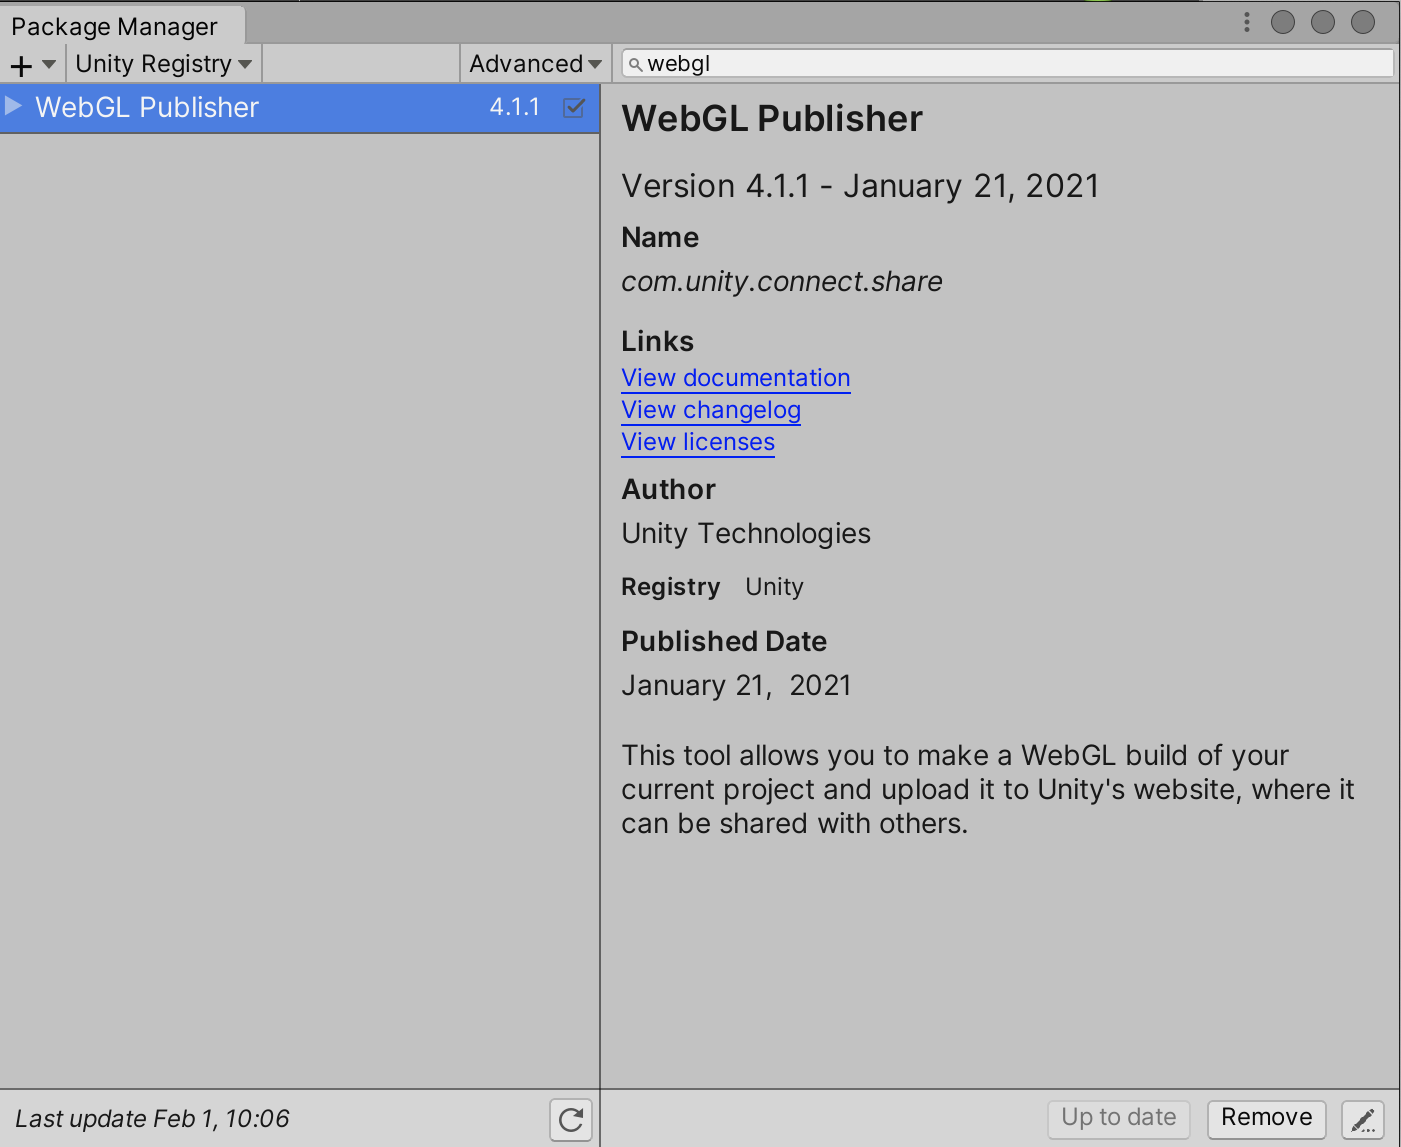 Package Manager
+ Unity Registry Advanced webgl
WebGL Publisher 4.1.1
WebGL Publisher
Version 4.1.1 - January 21, 2021
Name
com.unity.connect.share
Links
View documentation
View changelog
View licenses
Author
Unity Technologies
Registry Unity
Published Date
January 21, 2021
This tool allows you to make a WebGL build of your
current project and upload it to Unity's website, where it
can be shared with others.
Last update Feb 1, 10:06
Up to date Remove